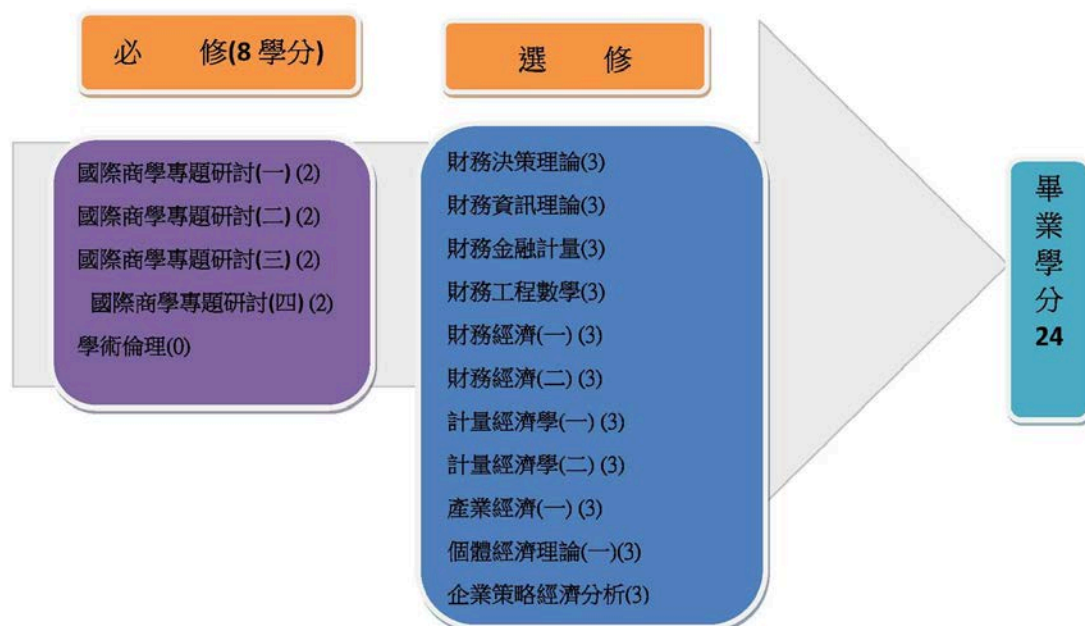 必 修(8 學分)
國際商學專題研討(一) (2)
國際商學專題研討(二) (2)
國際商學專題研討(三) (2)
國際商學專題研討(四) (2)
學術倫理(0)
選 修
財務決策理論(3)
財務資訊理論(3)
財務金融計量(3)
財務工程數學(3)
財務經濟(一) (3)
財務經濟(二) (3)
計量經濟學(一) (3)
計量經濟學(二) (3)
產業經濟(一) (3)
個體經濟理論(一)(3)
企業策略經濟分析(3)
畢業學分
24